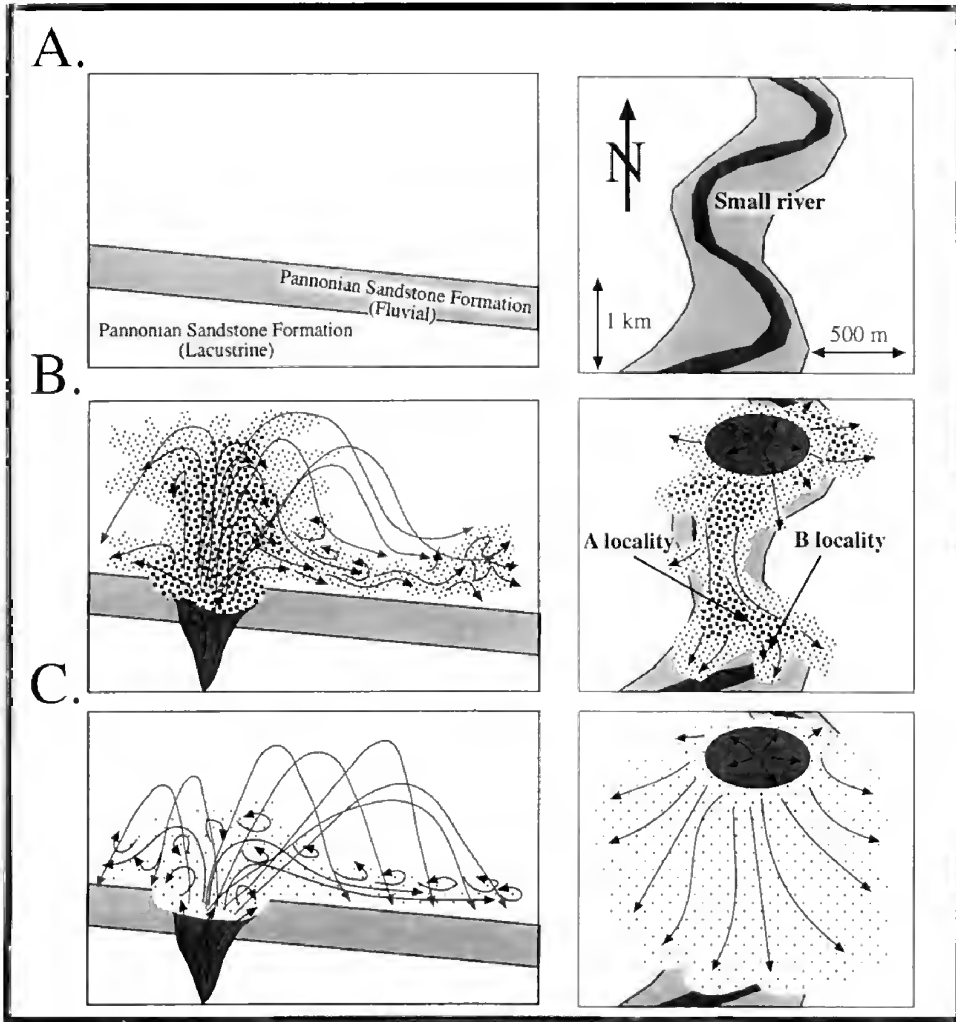 A.
Pannonian Sandstone Formation
(Fluvial)
Pannonian Sandstone Formation
(Lacustrine)
N
Small river
1 km
500 m
B.
A locality
B locality
C.